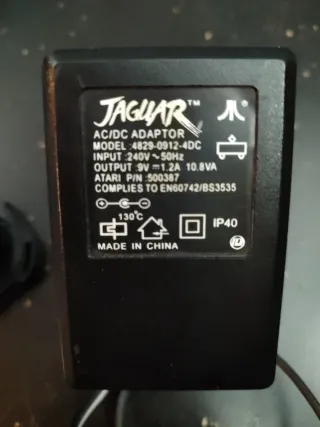 JAGUAR™
AC/DC ADAPTOR
MODEL :4829-0912-4DC
INPUT :240V ~ 50Hz
OUTPUT :9V ⎓ 1.2A 10.8VA
ATARI P/N :500387
COMPLIES TO EN60742/BS3535
130°C
IP40
MADE IN CHINA